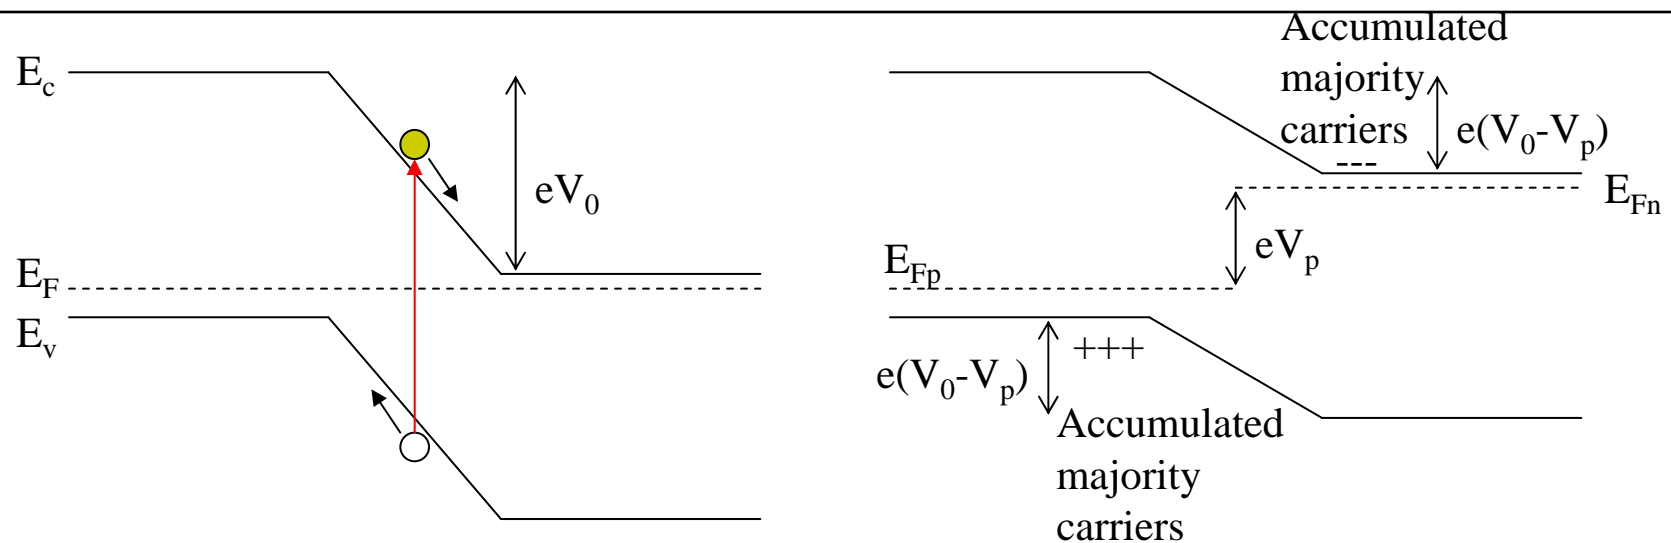 E_c
eV_0
E_F
E_v
Accumulated
majority
carriers
e(V_0-V_p)
---
E_Fn
eV_p
E_Fp
+++
e(V_0-V_p)
Accumulated
majority
carriers